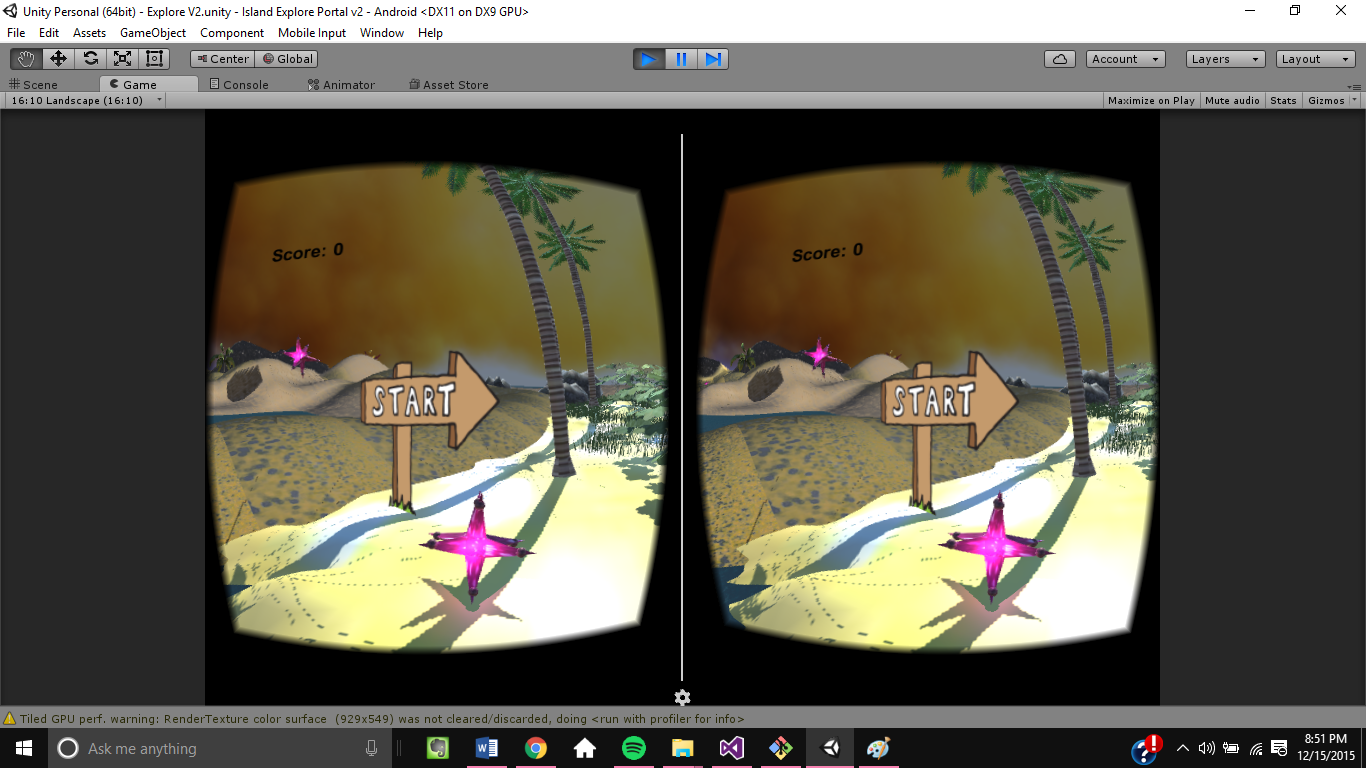 Unity Personal (64bit) - Explore V2.unity - Island Explore Portal v2 - Android <DX11 on DX9 GPU>
File Edit Assets GameObject Component Mobile Input Window Help
Center Global Account Layers Layout
Scene Game Console Animator Asset Store
16:10 Landscape (16:10) Maximize on Play Mute audio Stats Gizmos
Score: 0 Score: 0
START START
Tiled GPU perf. warning: RenderTexture color surface (929x549) was not cleared/discarded, doing <run with profiler for info>
Ask me anything
8:51 PM
12/15/2015